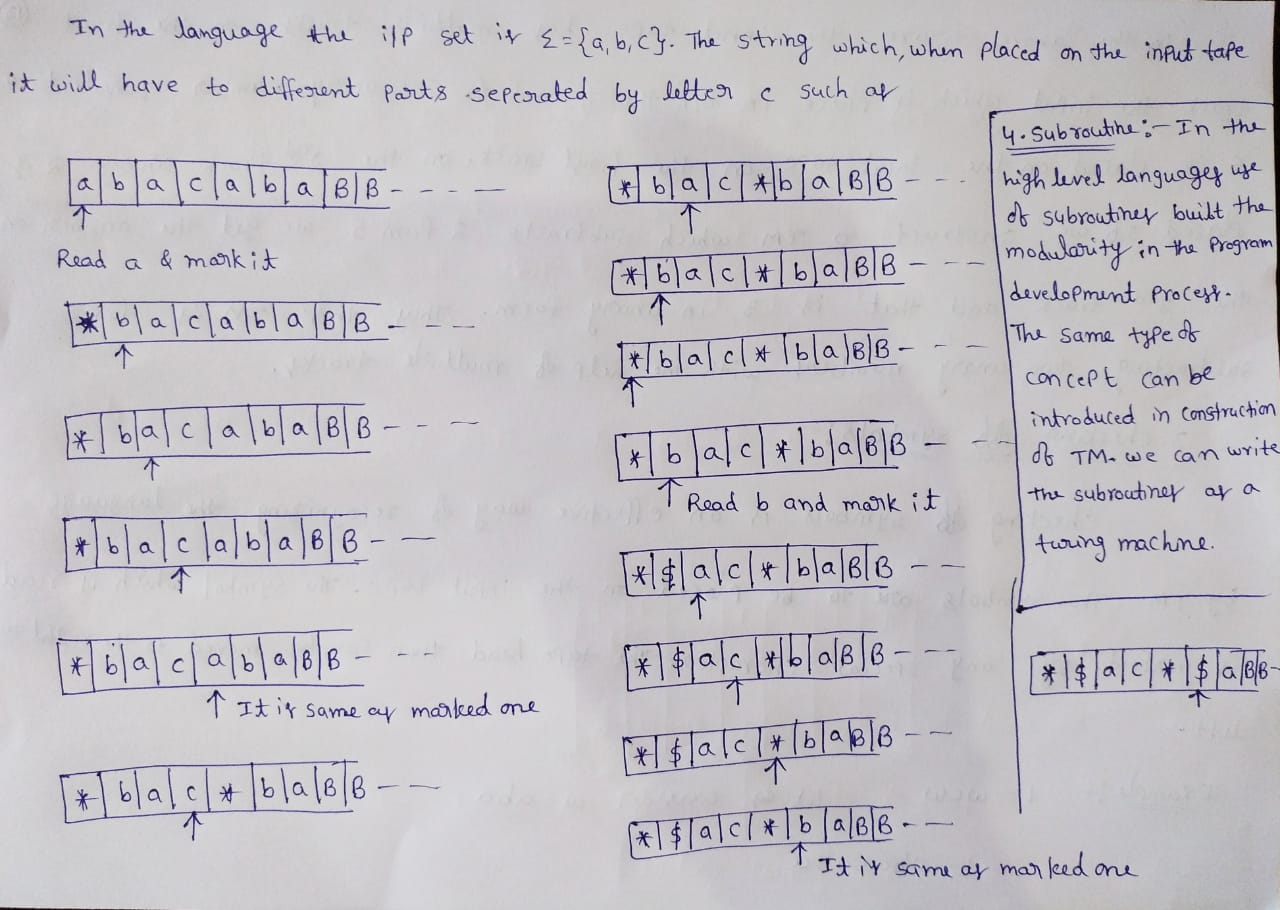 In the language the i/p set is Σ={a,b,c}. The string which, when placed on the input tape
it will have to different parts seperated by letter c such as
a b a c a b a B B - - - -
Read a & mark it
* b a c a b a B B - - -
* b a c a b a B B - - - -
* b a c a b a B B - -
* b a c a b a B B - - -
↑ It is same as marked one
* b a c * b a B B - -
* b a c * b a B B - - -
* b a c * b a B B - - -
* b a c * b a B B - - -
* b a c * b a B B - - -
↑ Read b and mark it
* $ a c * b a B B - -
* $ a c * b a B B - - -
* $ a c * b a B B - -
* $ a c * b a B B - -
↑ It is same as marked one
4. Subroutine :- In the
high level languages use
of subroutines built the
modularity in the Program
development Process.
The same type of
concept can be
introduced in construction
of TM. we can write
the subroutines as a
turing machine.
* $ a c * $ a B B -